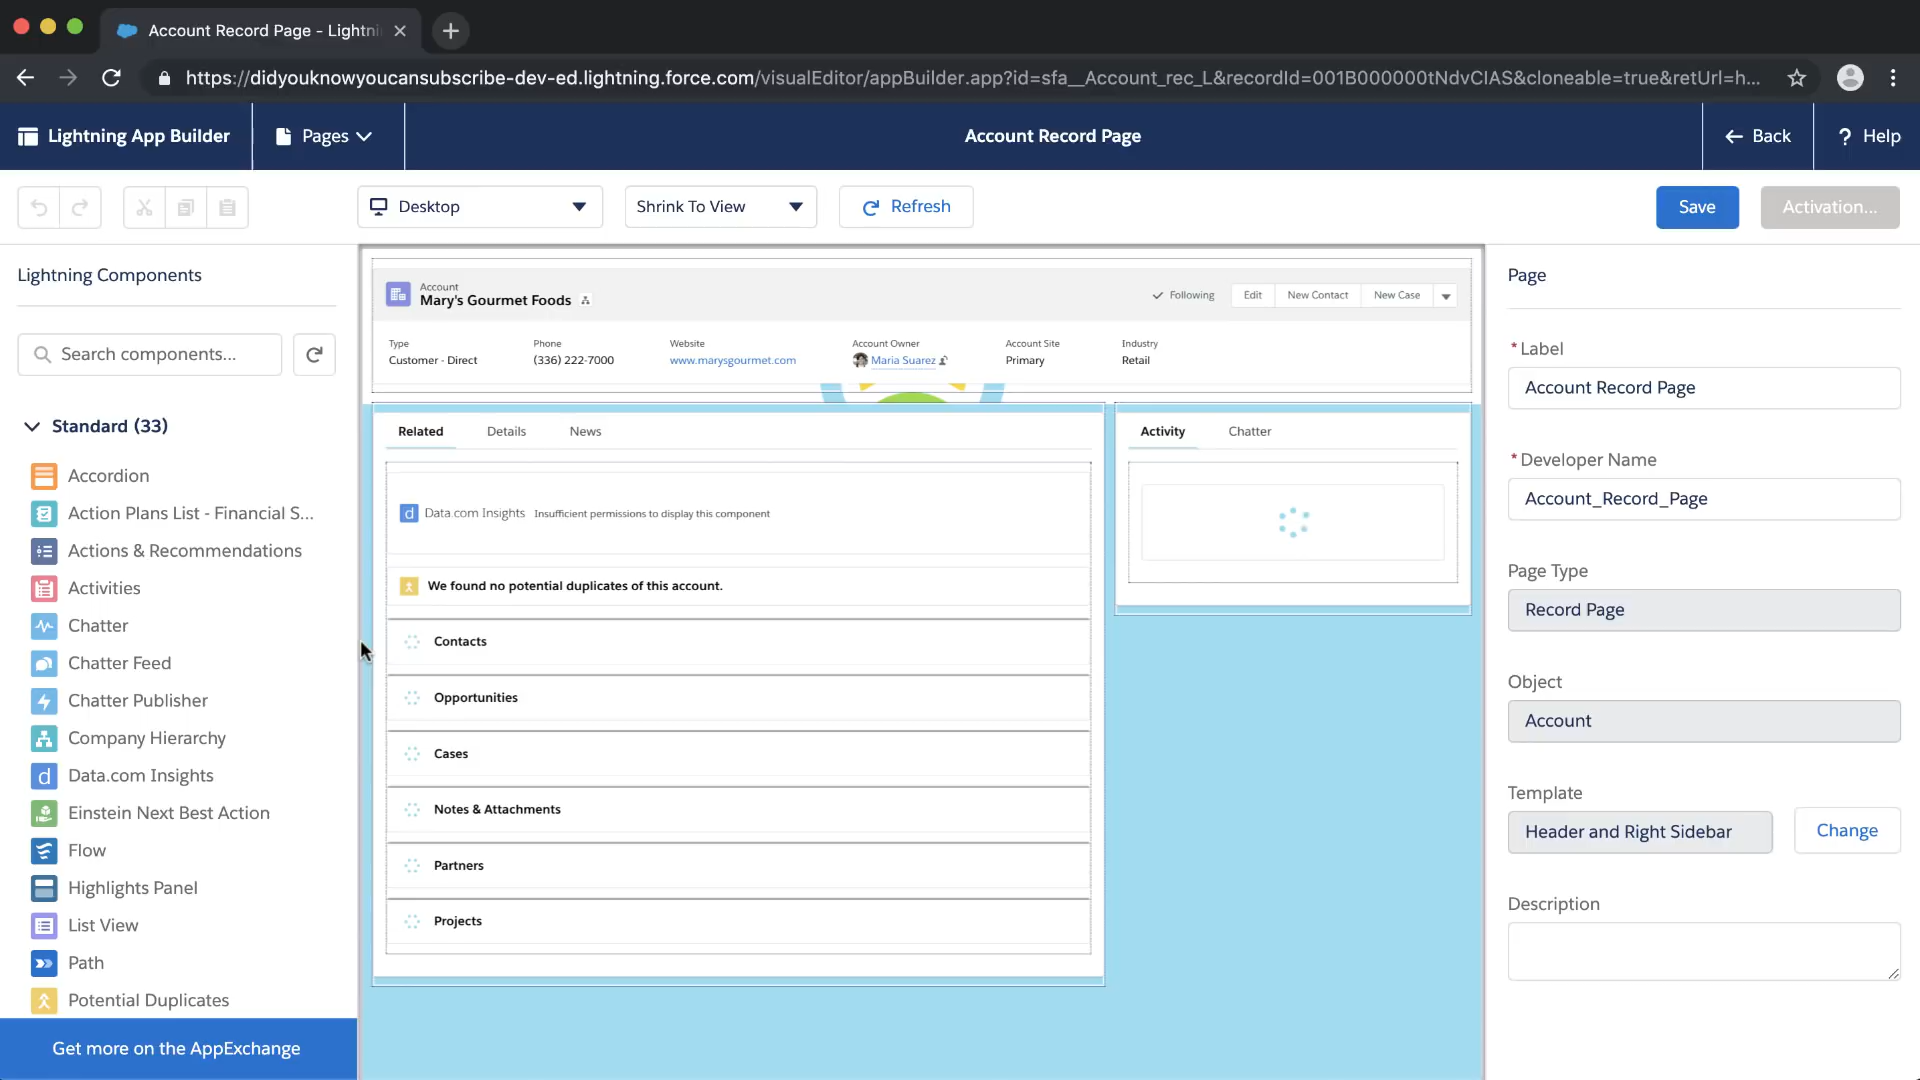 Account Record Page - Lightni
https://didyouknowyoucansubscribe-dev-ed.lightning.force.com/visualEditor/appBuilder.app?id=sfa__Account_rec_L&recordId=001B000000tNdvCIAS&cloneable=true&retUrl=h...
Lightning App Builder
Pages
Account Record Page
Back
? Help
Desktop
Shrink To View
Refresh
Save
Activation...
Lightning Components
Search components...
Standard (33)
Accordion
Action Plans List - Financial S...
Actions & Recommendations
Activities
Chatter
Chatter Feed
Chatter Publisher
Company Hierarchy
Data.com Insights
Einstein Next Best Action
Flow
Highlights Panel
List View
Path
Potential Duplicates
Get more on the AppExchange
Account
Mary's Gourmet Foods
Following
Edit
New Contact
New Case
Type
Customer - Direct
Phone
(336) 222-7000
Website
www.marysgourmet.com
Account Owner
Maria Suarez
Account Site
Primary
Industry
Retail
Related
Details
News
d Data.com Insights Insufficient permissions to display this component
We found no potential duplicates of this account.
Contacts
Opportunities
Cases
Notes & Attachments
Partners
Projects
Activity
Chatter
Page
*Label
Account Record Page
*Developer Name
Account_Record_Page
Page Type
Record Page
Object
Account
Template
Header and Right Sidebar
Change
Description